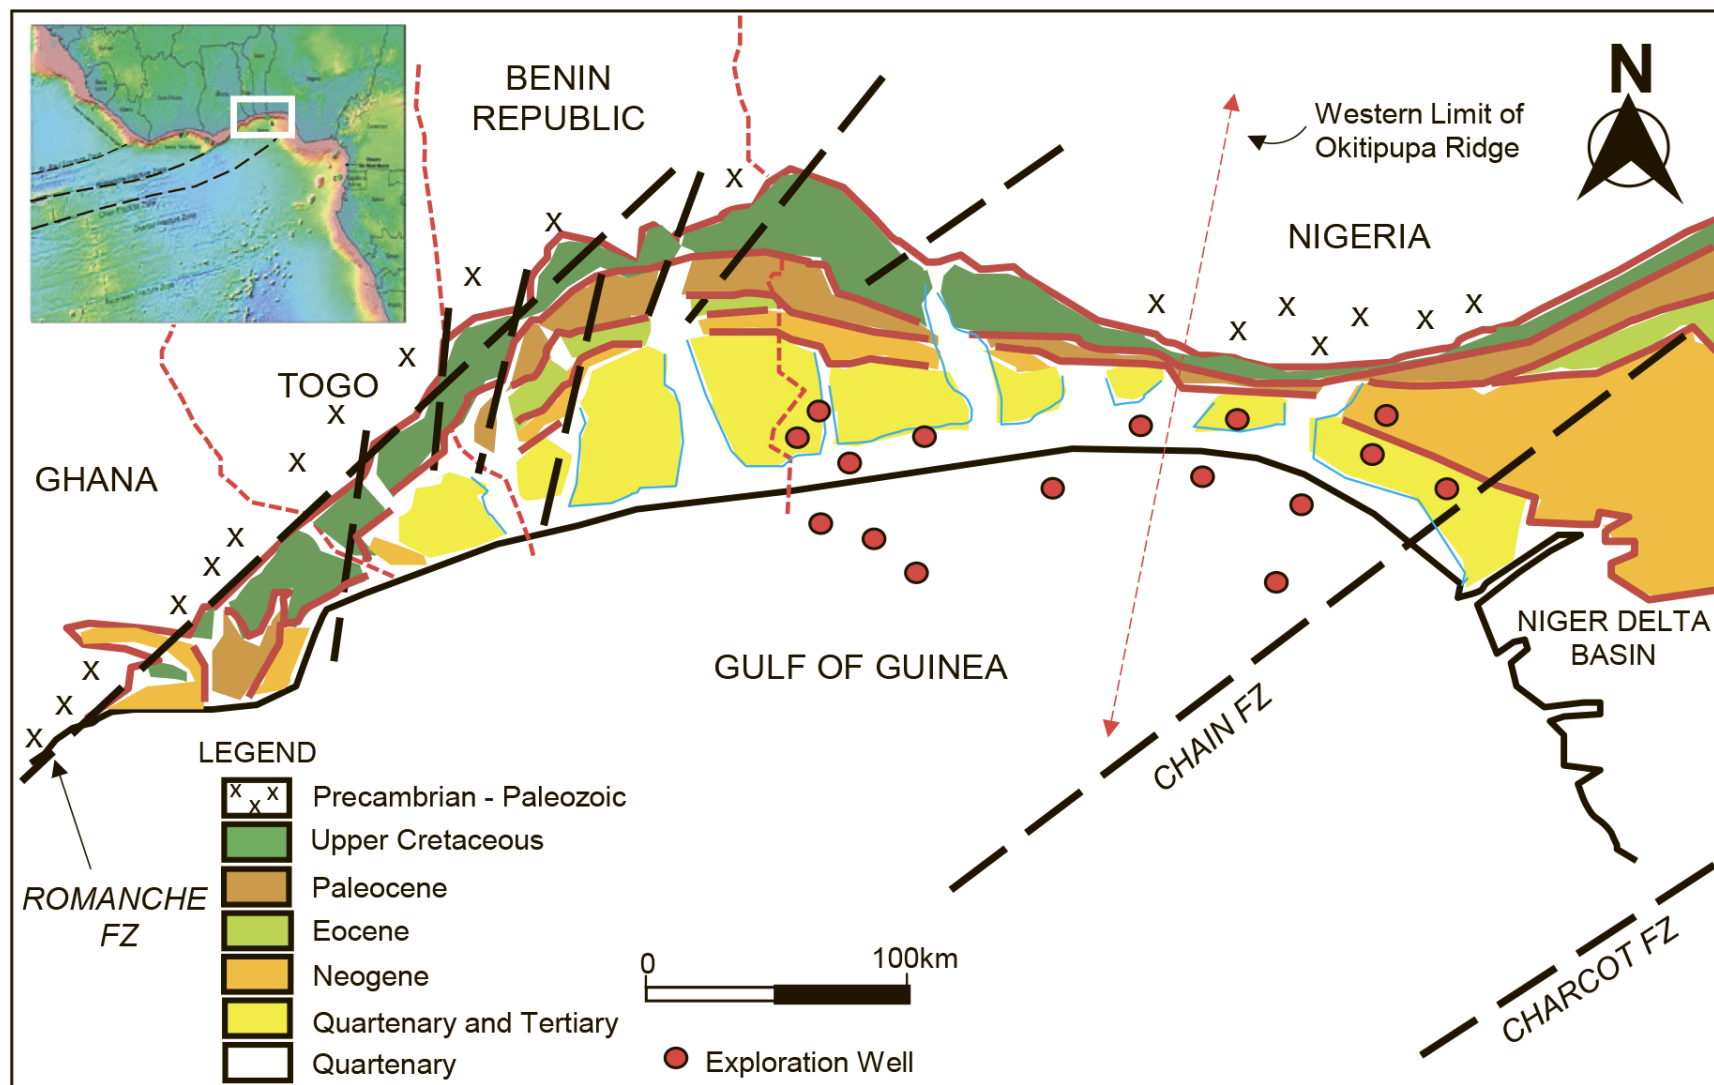 BENIN
REPUBLIC
N
Western Limit of
Okitipupa Ridge
NIGERIA
TOGO
GHANA
GULF OF GUINEA
NIGER DELTA
BASIN
CHAIN FZ
CHARCOT FZ
ROMANCHE
FZ
LEGEND
x x x
Precambrian - Paleozoic
Upper Cretaceous
Paleocene
Eocene
Neogene
Quartenary and Tertiary
Quartenary
0 100km
Exploration Well